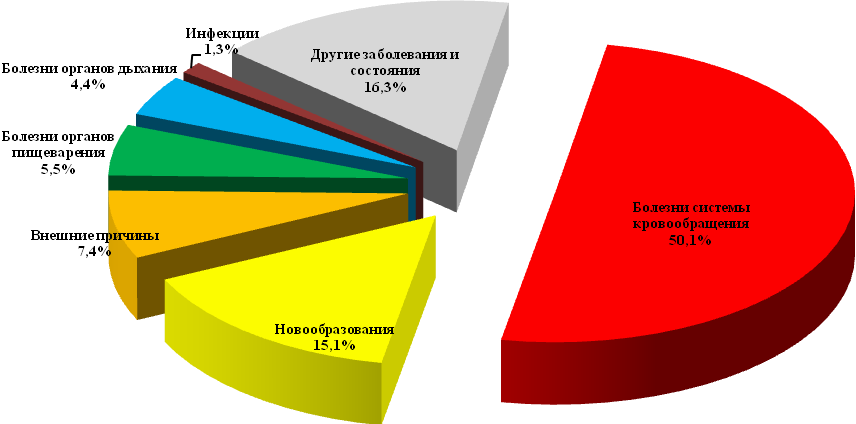 Инфекции
1,3%
Другие заболевания и
состояния
16,3%
Болезни органов дыхания
4,4%
Болезни органов
пищеварения
5,5%
Болезни системы
кровообращения
50,1%
Внешние причины
7,4%
Новообразования
15,1%